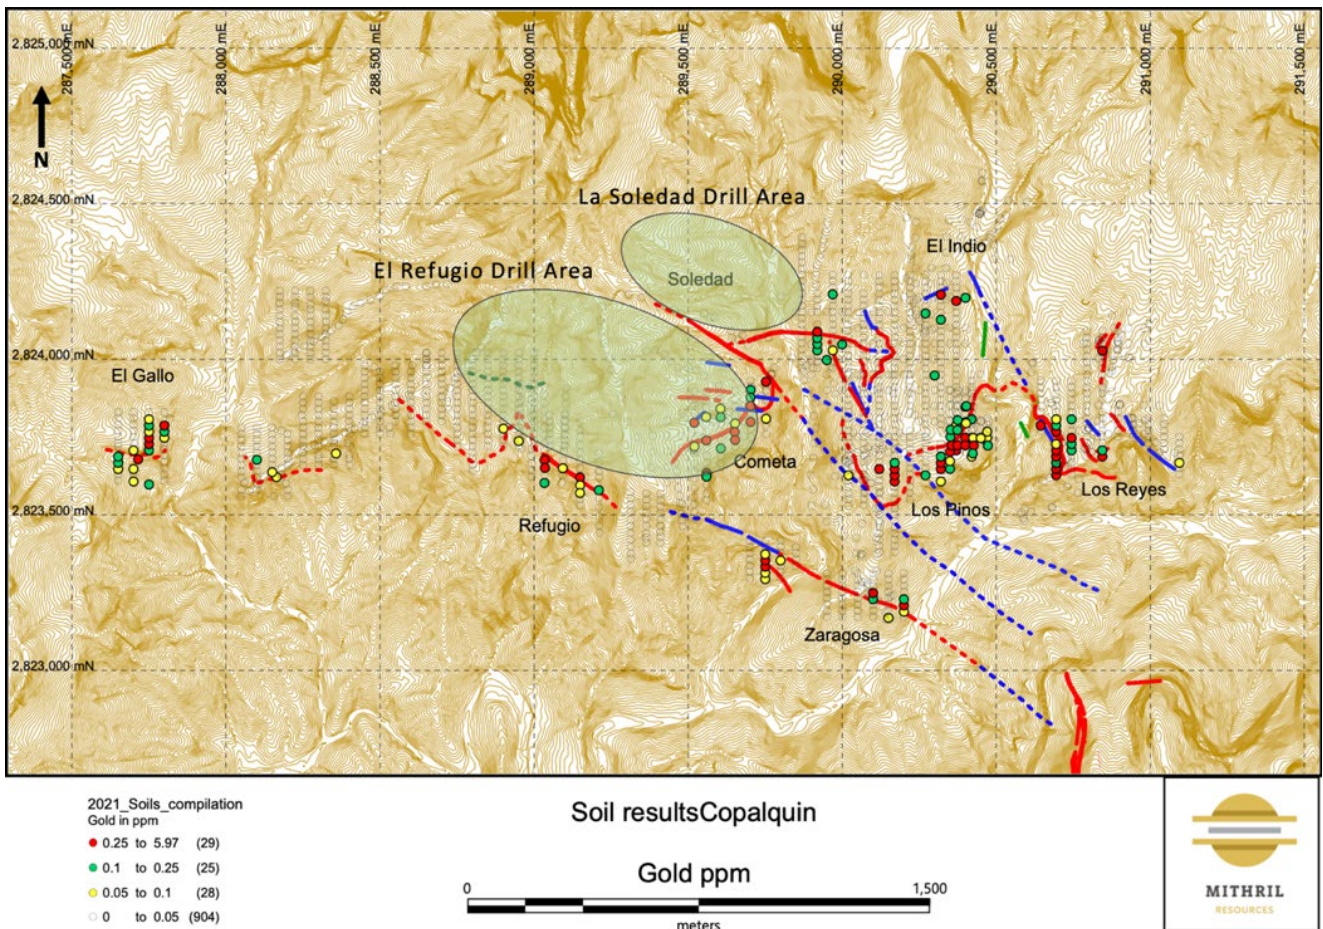 287,500 mE
288,000 mE
288,500 mE
289,000 mE
289,500 mE
290,000 mE
290,500 mE
291,000 mE
291,500 mE
2,825,000 mN
N
2,824,500 mN
La Soledad Drill Area
El Indio
El Refugio Drill Area
Soledad
2,824,000 mN
El Gallo
Cometa
Los Reyes
2,823,500 mN
Refugio
Los Pinos
Zaragosa
2,823,000 mN
2021_Soils_compilation
Gold in ppm
0.25 to 5.97 (29)
0.1 to 0.25 (25)
0.05 to 0.1 (28)
0 to 0.05 (904)
Soil resultsCopalquin
Gold ppm
0 1,500
meters
MITHRIL
RESOURCES